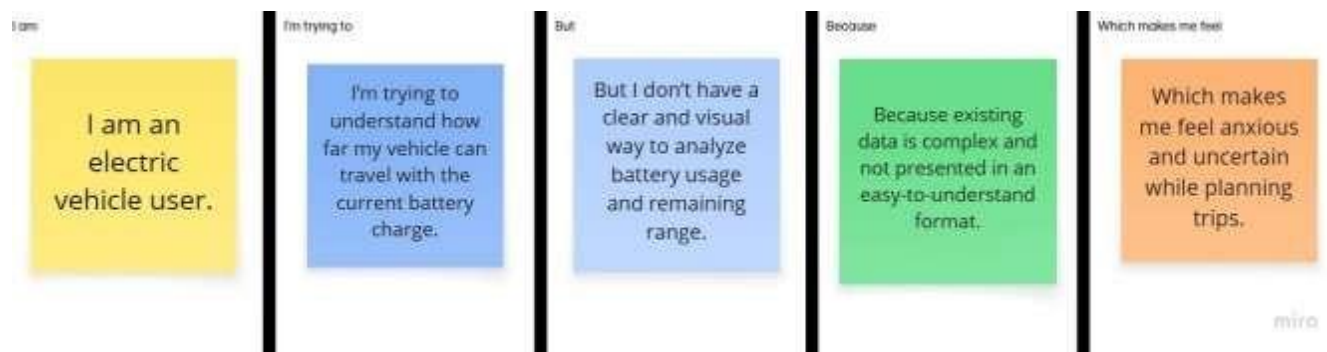 I am
I'm trying to
But
Because
Which makes me feel
I am an
electric
vehicle user.
I'm trying to
understand how
far my vehicle can
travel with the
current battery
charge.
But I don't have a
clear and visual
way to analyze
battery usage
and remaining
range.
Because existing
data is complex and
not presented in an
easy-to-understand
format.
Which makes
me feel anxious
and uncertain
while planning
trips.
miro